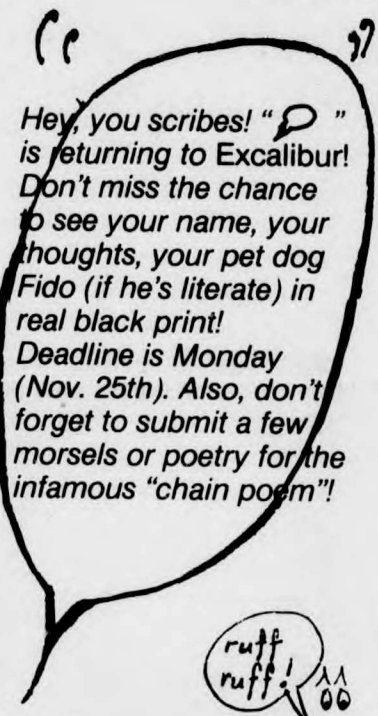 Hey, you scribes! " "
is returning to Excalibur!
Don't miss the chance
to see your name, your
thoughts, your pet dog
Fido (if he's literate) in
real black print!
Deadline is Monday
(Nov. 25th). Also, don't
forget to submit a few
morsels or poetry for the
infamous "chain poem"!
ruff
ruff!